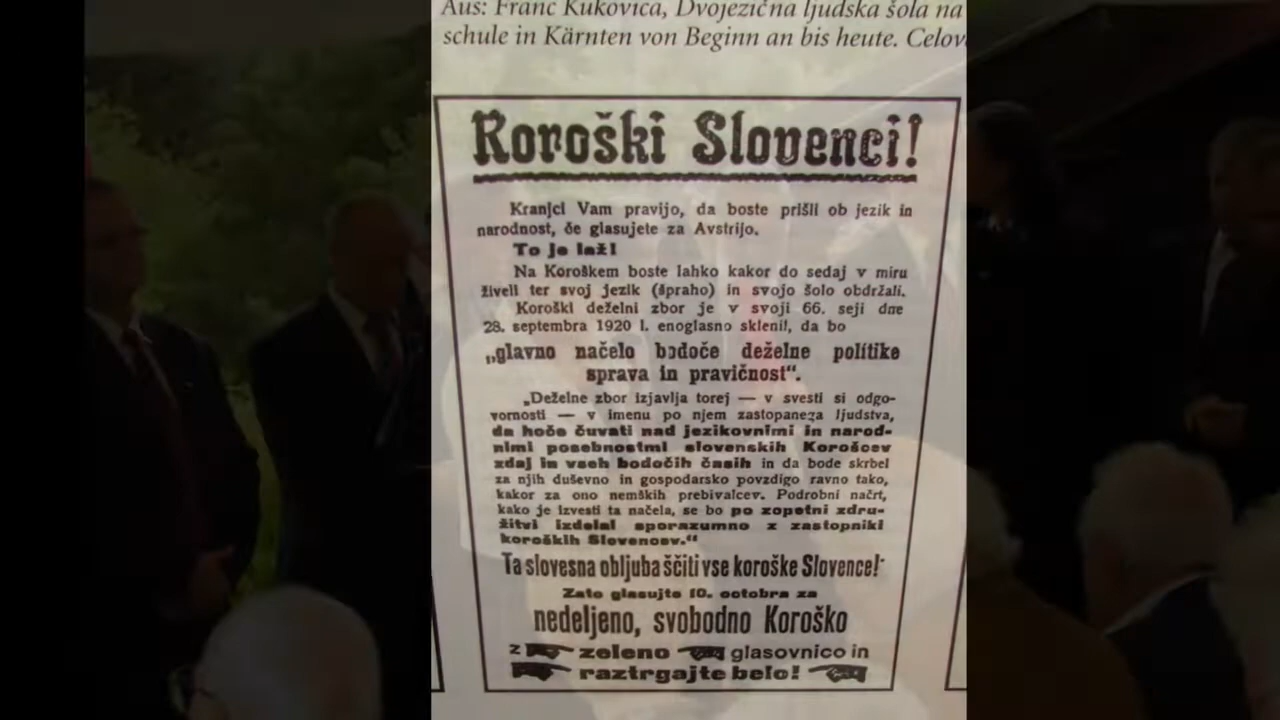 Aus: Franc Kukovica, Dvojezična ljudska šola na
schule in Kärnten von Beginn an bis heute. Celov
Koroški Slovenci!
Kranjci Vam pravijo, da boste prišli ob jezik in
narodnost, če glasujete za Avstrijo.
To je laž!
Na Koroškem boste lahko kakor do sedaj v miru
živeli ter svoj jezik (špraho) in svojo šolo obdržali.
Koroški deželni zbor je v svoji 66. seji dne
28. septembra 1920 l. enoglasno sklenil, da bo
„glavno načelo bodoče deželne politike
sprava in pravičnost“.
„Deželne zbor izjavlja torej — v svesti si odgo-
vornosti — v imenu po njem zastopanega ljudstva,
da hoče čuvati nad jezikovnimi in narod-
nimi posebnostmi slovenskih Korošcev
zdaj in vseh bodočih časih in da bode skrbel
za njih duševno in gospodarsko povzdigo ravno tako,
kakor za ono nemških prebivalcev. Podrobni načrt,
kako je izvesti ta načela, se bo po zopetni zdru-
žitvi izdelal sporazumno z zastopniki
koroških Slovencev.“
Ta slovesna obljuba ščiti vse koroške Slovence!
Zato glasujte 10. octobra za
nedeljeno, svobodno Koroško
z zeleno glasovnico in
raztrgajte belo!